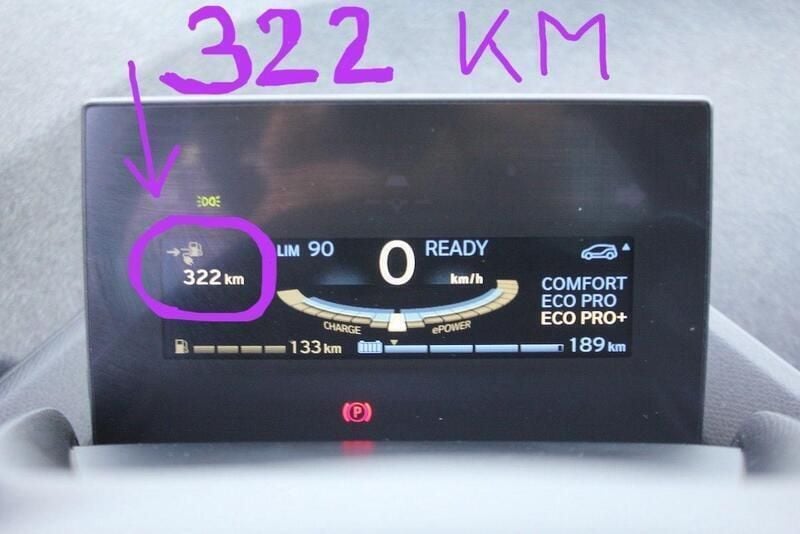 322 KM
LIM 90 0 READY
322 km km/h
COMFORT
ECO PRO
ECO PRO+
CHARGE ePOWER
133 km 189 km
P